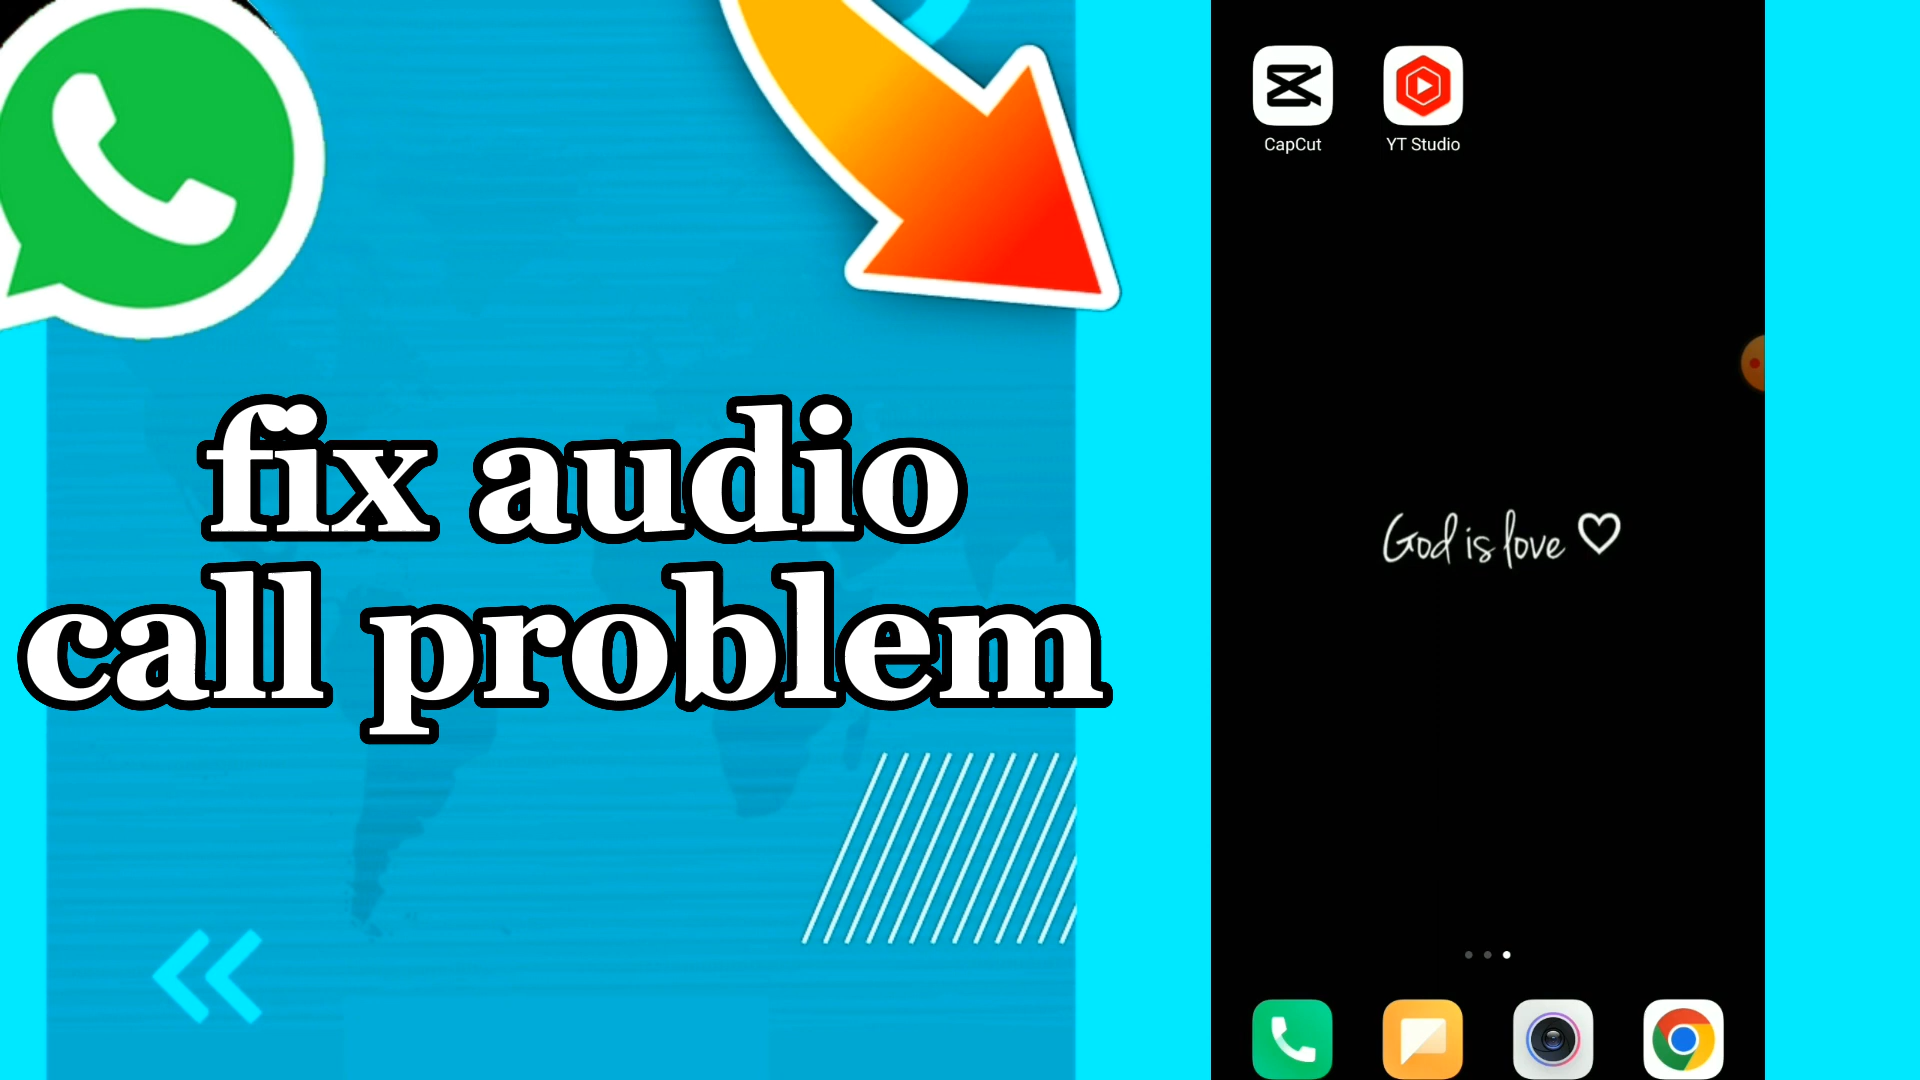 fix audio
call problem
CapCut
YT Studio
God is love ♡